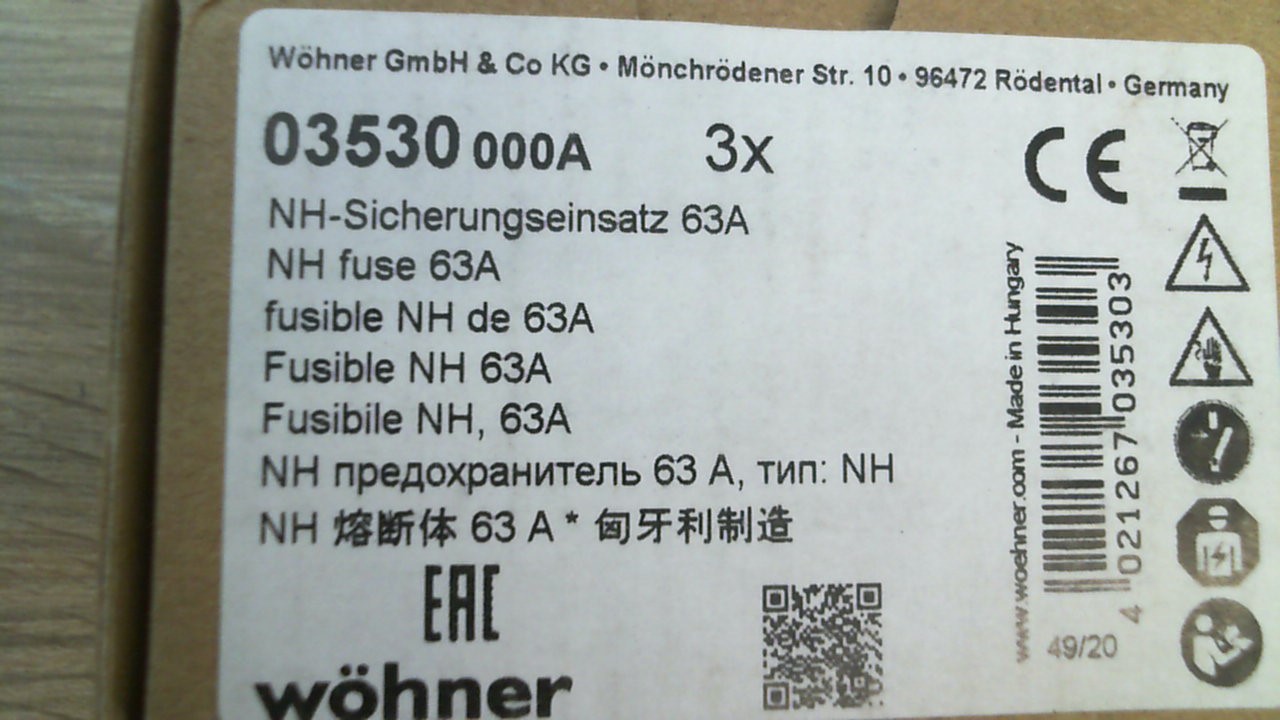 Wöhner GmbH & Co KG • Mönchrödener Str. 10 • 96472 Rödental • Germany
03530 000A 3x
CE
NH-Sicherungseinsatz 63A
NH fuse 63A
fusible NH de 63A
Fusible NH 63A
Fusibile NH, 63A
NH предохранитель 63 A, тип: NH
NH 熔断体 63 A * 匈牙利制造
EAC
wöhner
www.woehner.com - Made in Hungary
4 021267 035303
49/20